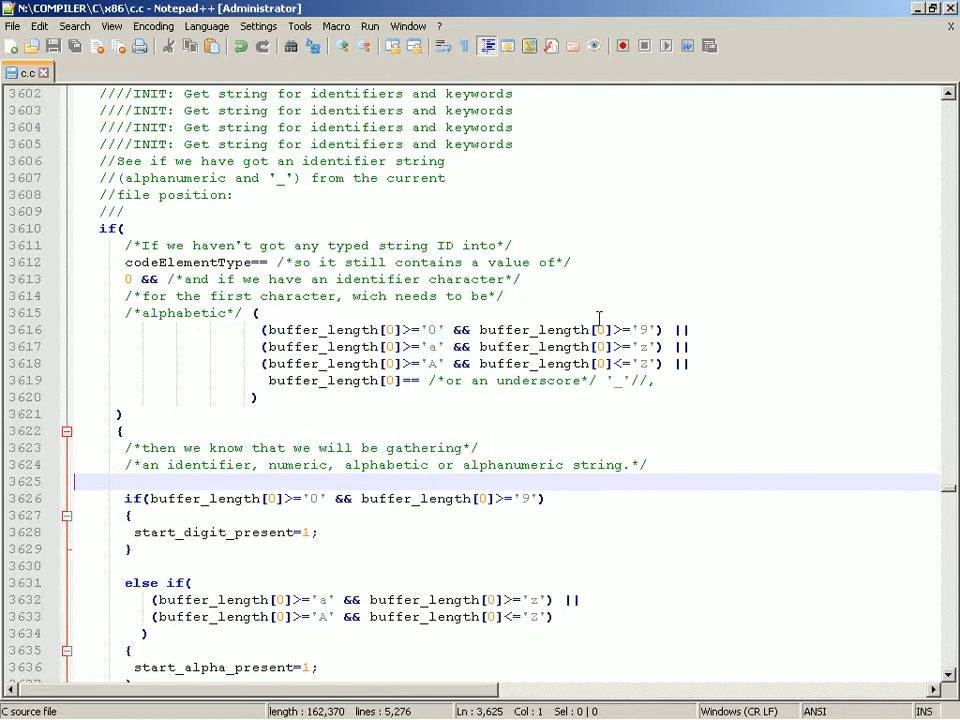 N:\COMPILER\C\x86\c.c - Notepad++ [Administrator]
File Edit Search View Encoding Language Settings Tools Macro Run Window ? X
c.c
3602 ////INIT: Get string for identifiers and keywords
3603 ////INIT: Get string for identifiers and keywords
3604 ////INIT: Get string for identifiers and keywords
3605 ////INIT: Get string for identifiers and keywords
3606 //See if we have got an identifier string
3607 //(alphanumeric and '_') from the current
3608 //file position:
3609 ///
3610 if(
3611 /*If we haven't got any typed string ID into*/
3612 codeElementType== /*so it still contains a value of*/
3613 0 && /*and if we have an identifier character*/
3614 /*for the first character, wich needs to be*/
3615 /*alphabetic*/ (
3616 (buffer_length[0]>='0' && buffer_length[0]>='9') ||
3617 (buffer_length[0]>='a' && buffer_length[0]>='z') ||
3618 (buffer_length[0]>='A' && buffer_length[0]<='Z') ||
3619 buffer_length[0]== /*or an underscore*/ '_'//,
3620 )
3621 )
3622 {
3623 /*then we know that we will be gathering*/
3624 /*an identifier, numeric, alphabetic or alphanumeric string.*/
3625
3626 if(buffer_length[0]>='0' && buffer_length[0]>='9')
3627 {
3628 start_digit_present=1;
3629 }
3630
3631 else if(
3632 (buffer_length[0]>='a' && buffer_length[0]>='z') ||
3633 (buffer_length[0]>='A' && buffer_length[0]<='Z')
3634 )
3635 {
3636 start_alpha_present=1;
C source file length : 162,370 lines : 5,276 Ln : 3,625 Col : 1 Sel : 0 | 0 Windows (CR LF) ANSI INS